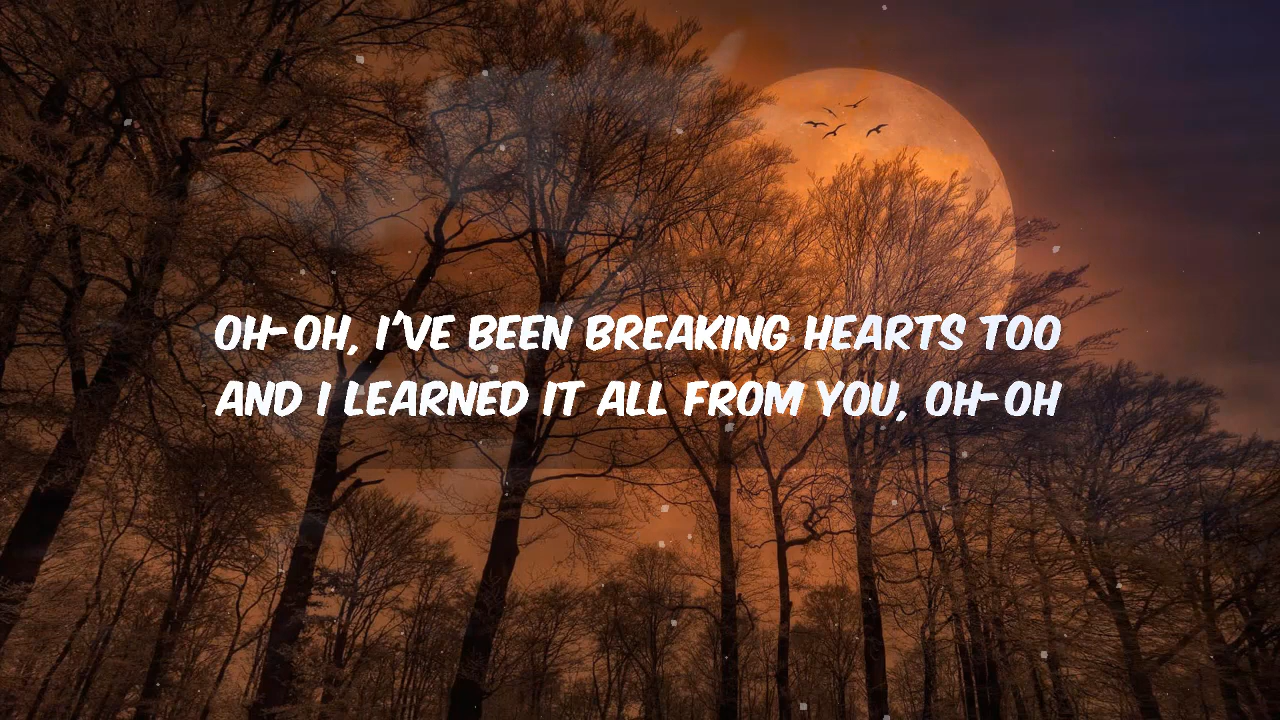 OH-OH, I'VE BEEN BREAKING HEARTS TOO
AND I LEARNED IT ALL FROM YOU, OH-OH